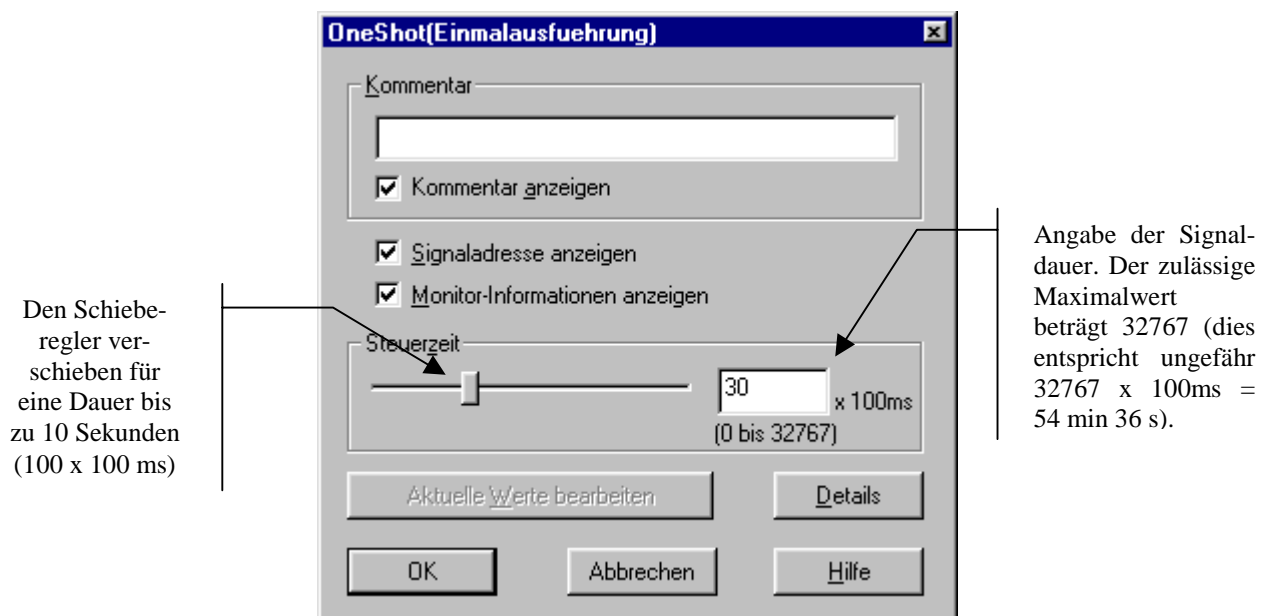 OneShot(Einmalausfuehrung)
Kommentar
Kommentar anzeigen
Signaladresse anzeigen
Monitor-Informationen anzeigen
Steuerzeit
30
x 100ms
(0 bis 32767)
Aktuelle Werte bearbeiten
Details
OK
Abbrechen
Hilfe
Den Schiebe-
regler ver-
schieben für
eine Dauer bis
zu 10 Sekunden
(100 x 100 ms)
Angabe der Signal-
dauer. Der zulässige
Maximalwert
beträgt 32767 (dies
entspricht ungefähr
32767 x 100ms =
54 min 36 s).